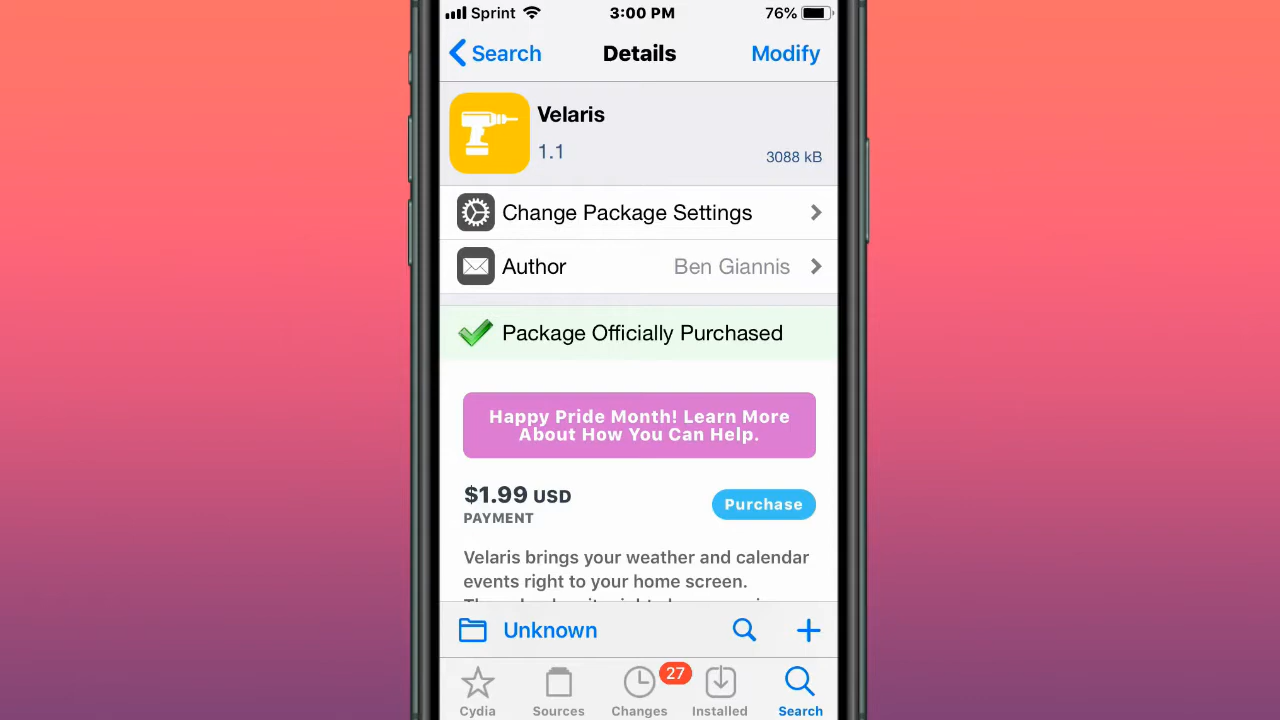 Sprint 3:00 PM 76%
Search Details Modify
Velaris
1.1 3088 kB
Change Package Settings
Author Ben Giannis
Package Officially Purchased
Happy Pride Month! Learn More
About How You Can Help.
$1.99 USD
PAYMENT
Purchase
Velaris brings your weather and calendar
events right to your home screen.
Unknown
27
Cydia Sources Changes Installed Search